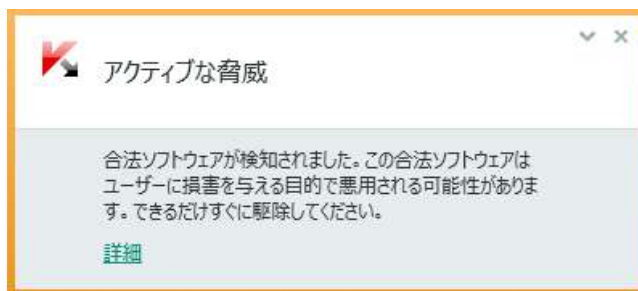 アクティブな脅威
合法ソフトウェアが検知されました。この合法ソフトウェアは
ユーザーに損害を与える目的で悪用される可能性がありま
す。できるだけすぐに駆除してください。
詳細